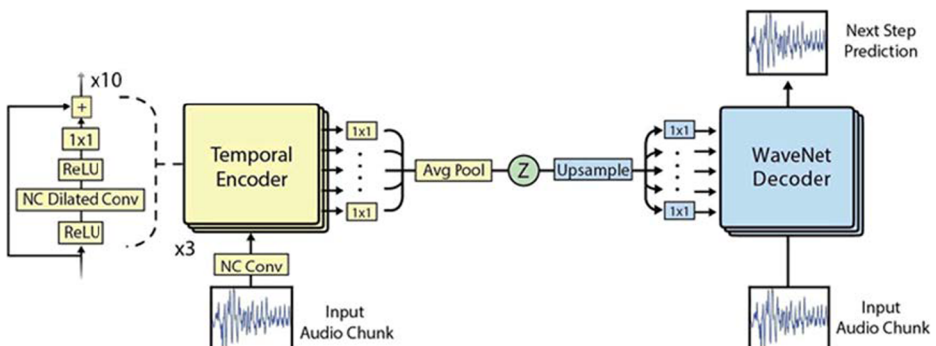 x10
+
1x1
ReLU
NC Dilated Conv
ReLU
Temporal
Encoder
x3
NC Conv
Input
Audio Chunk
1x1
1x1
Avg Pool
Z
Upsample
1x1
1x1
WaveNet
Decoder
Next Step
Prediction
Input
Audio Chunk